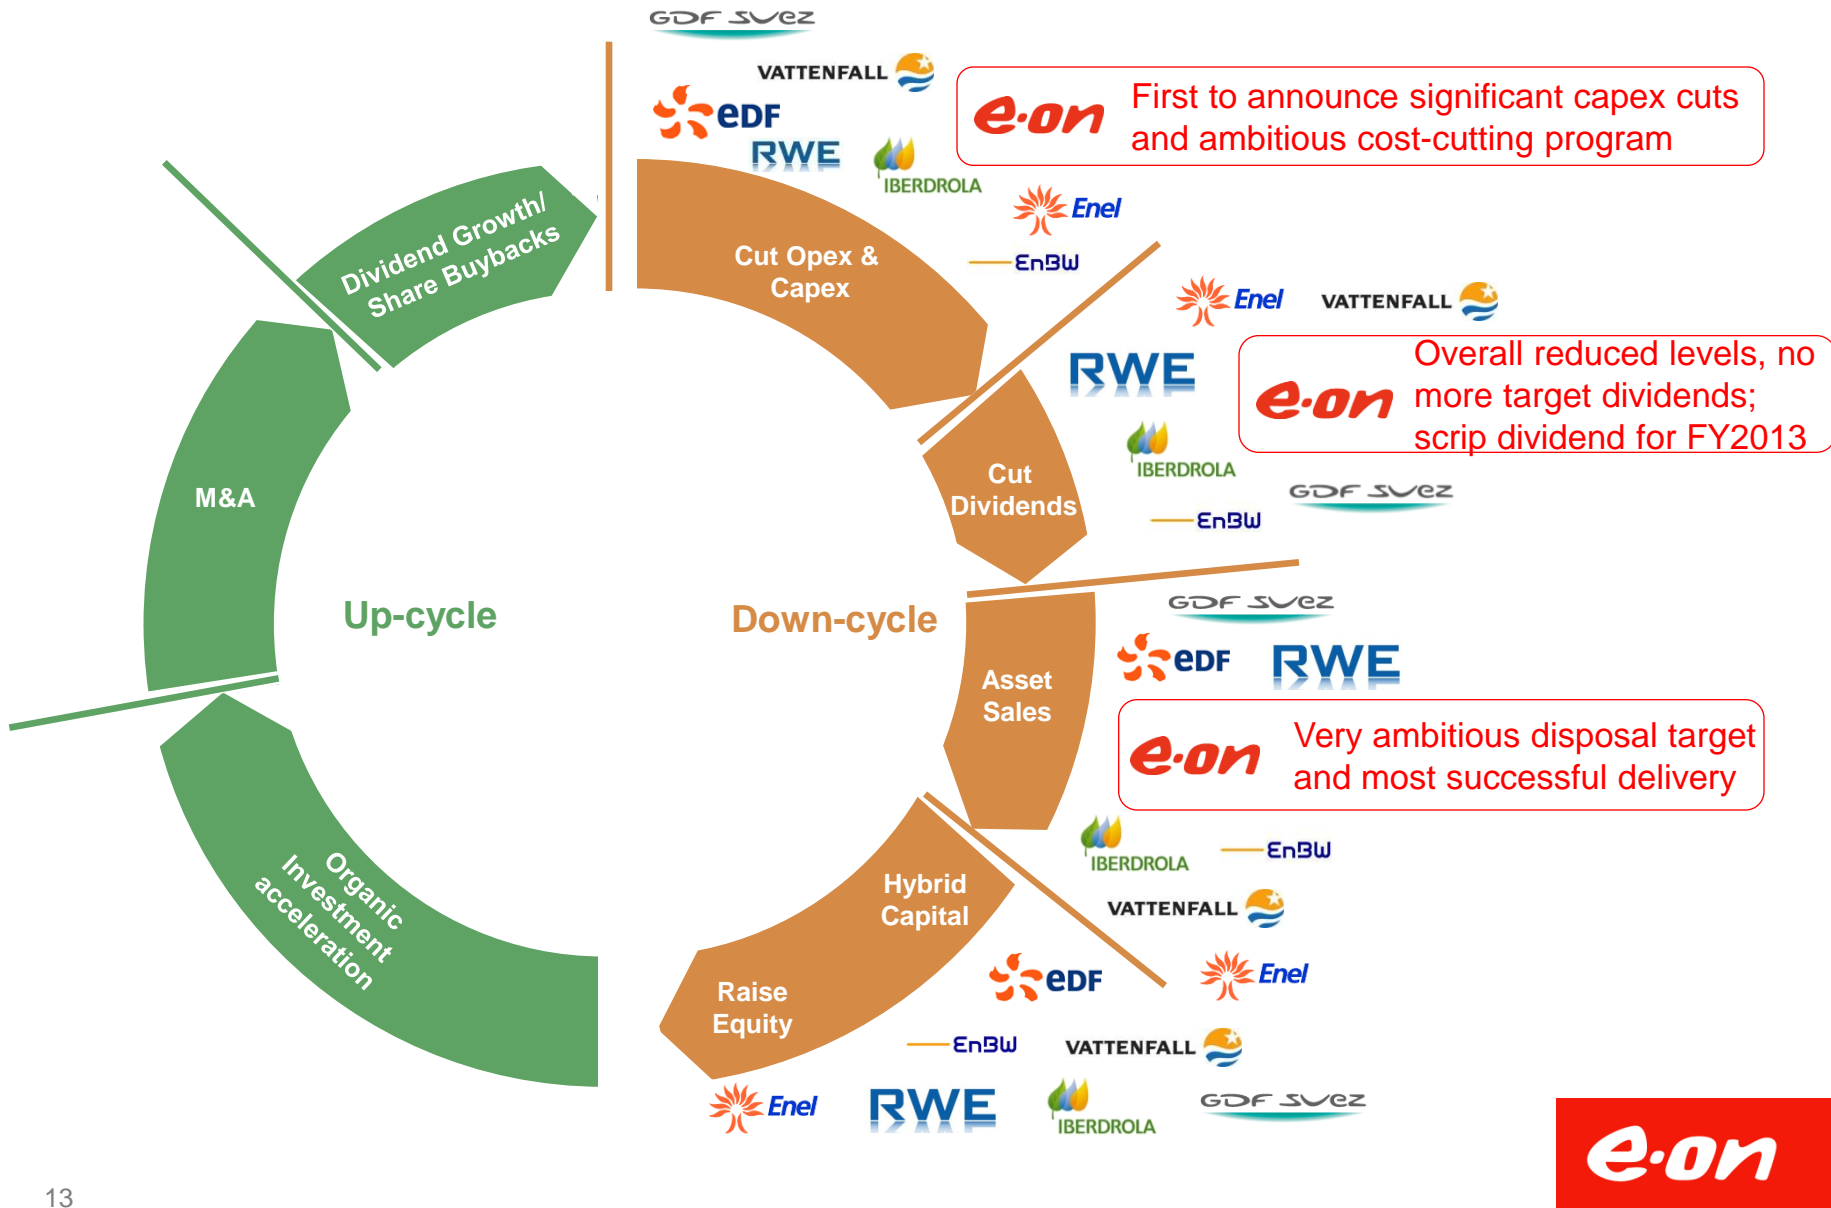 GDF SUEZ
VATTENFALL
eDF
RWE
IBERDROLA
Enel
EnBW
e·on
First to announce significant capex cuts
and ambitious cost-cutting program
Dividend Growth/
Share Buybacks
Cut Opex &
Capex
Enel
VATTENFALL
RWE
e·on
Overall reduced levels, no
more target dividends;
scrip dividend for FY2013
IBERDROLA
GDF SUEZ
EnBW
M&A
Cut
Dividends
Up-cycle
Down-cycle
GDF SUEZ
eDF
RWE
Asset
Sales
e·on
Very ambitious disposal target
and most successful delivery
IBERDROLA
EnBW
VATTENFALL
Enel
Organic
Investment
acceleration
Hybrid
Capital
Raise
Equity
eDF
EnBW
VATTENFALL
Enel
RWE
IBERDROLA
GDF SUEZ
e·on
13